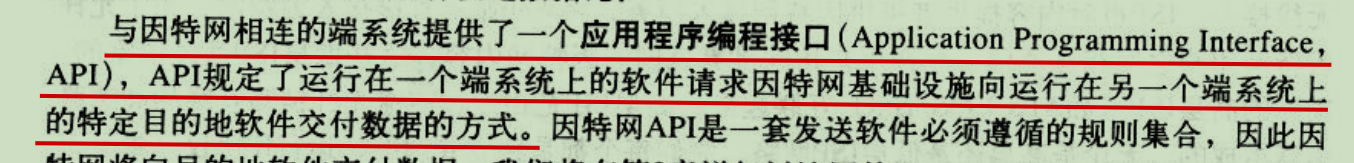 与因特网相连的端系统提供了一个应用程序编程接口(Application Programming Interface,
API),API规定了运行在一个端系统上的软件请求因特网基础设施向运行在另一个端系统上
的特定目的地软件交付数据的方式。因特网API是一套发送软件必须遵循的规则集合,因此因